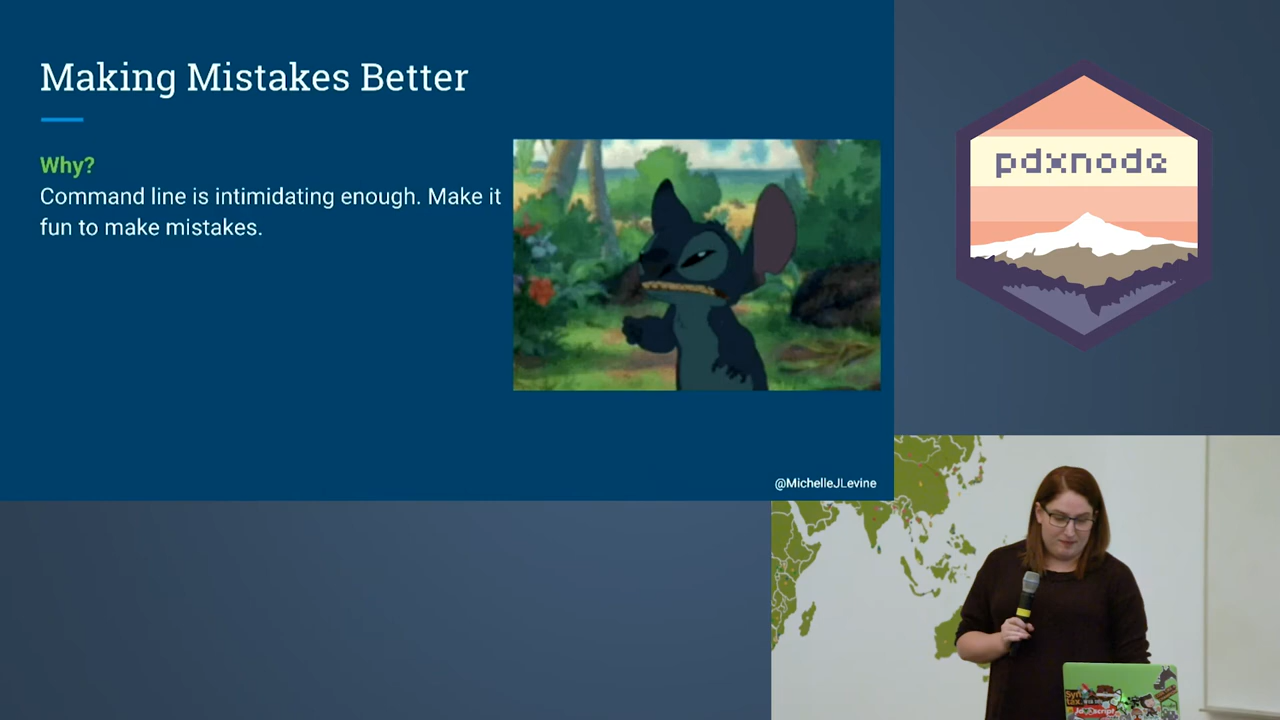 Making Mistakes Better
Why?
Command line is intimidating enough. Make it
fun to make mistakes.
@MichelleJLevine
pdxnode